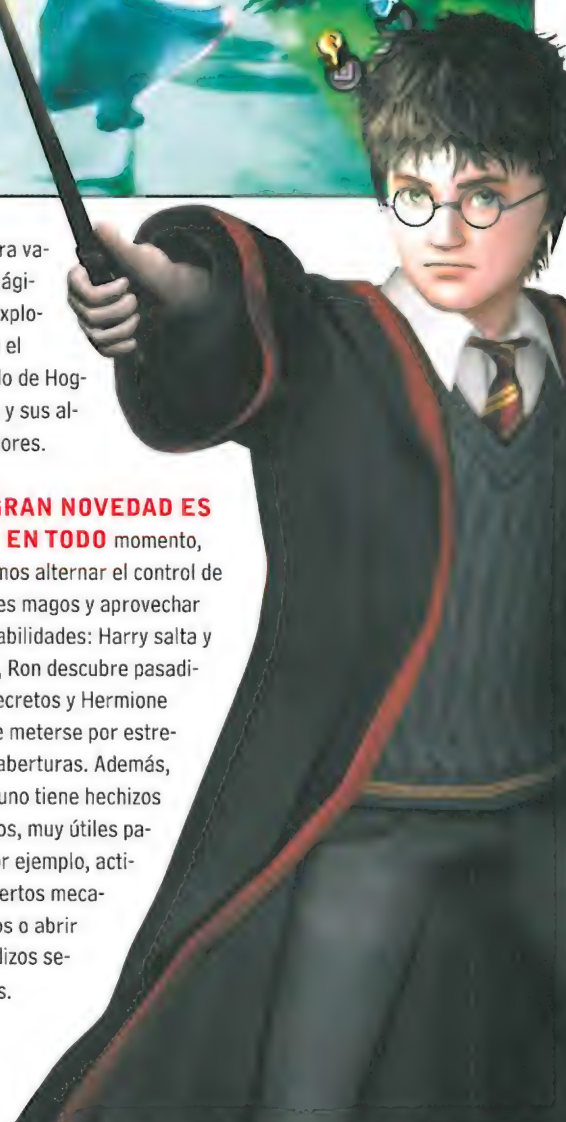 ra va-
ági-
xplo-
el
lo de Hog-
y sus al-
ores.
GRAN NOVEDAD ES
EN TODO momento,
nos alternar el control de
es magos y aprovechar
abilidades: Harry salta y
, Ron descubre pasadi-
ecretos y Hermione
e meterse por estre-
aberturas. Además,
uno tiene hechizos
os, muy útiles pa-
or ejemplo, acti-
ertos meca-
os o abrir
lizos se-
s.